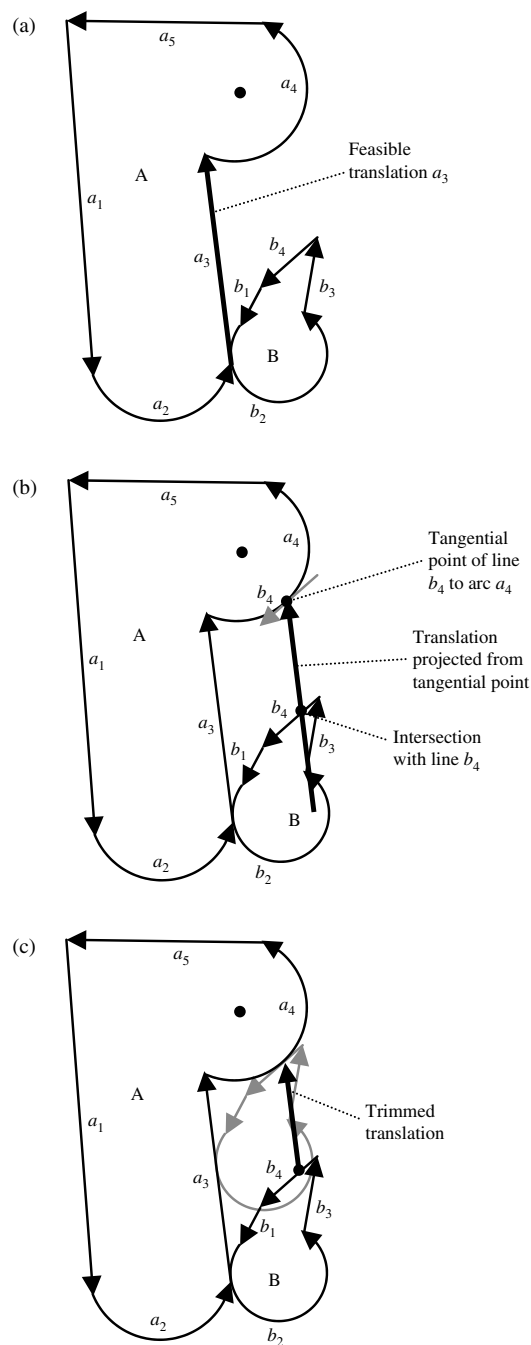 (a)
a5
a4
Feasible
translation a3
A
a1
a3
b4
b1
b3
B
a2
b2
(b)
a5
a4
Tangential
point of line
b4 to arc a4
b4
A
Translation
projected from
tangential point
a1
a3
b4
b1
b3
Intersection
with line b4
B
a2
b2
(c)
a5
a4
A
Trimmed
translation
a1
b4
a3
b3
b1
B
a2
b2